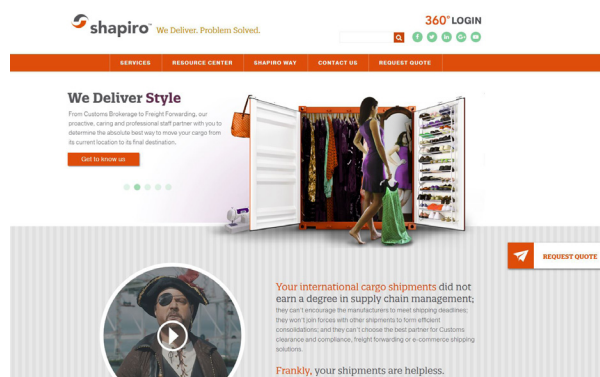 shapiro™ We Deliver. Problem Solved.
360° LOGIN
SERVICES RESOURCE CENTER SHAPIRO WAY CONTACT US REQUEST QUOTE
We Deliver Style
From Customs Brokerage to Freight Forwarding, our
proactive, caring and professional staff partner with you to
determine the absolute best way to move your cargo from
its current location to its final destination.
Get to know us
REQUEST QUOTE
Your international cargo shipments did not
earn a degree in supply chain management;
they can't encourage the manufacturers to meet shipping deadlines;
they won't join forces with other shipments to form efficient
consolidations; and they can't choose the best partner for Customs
clearance and compliance, freight forwarding or e-commerce shipping
solutions.
Frankly, your shipments are helpless.